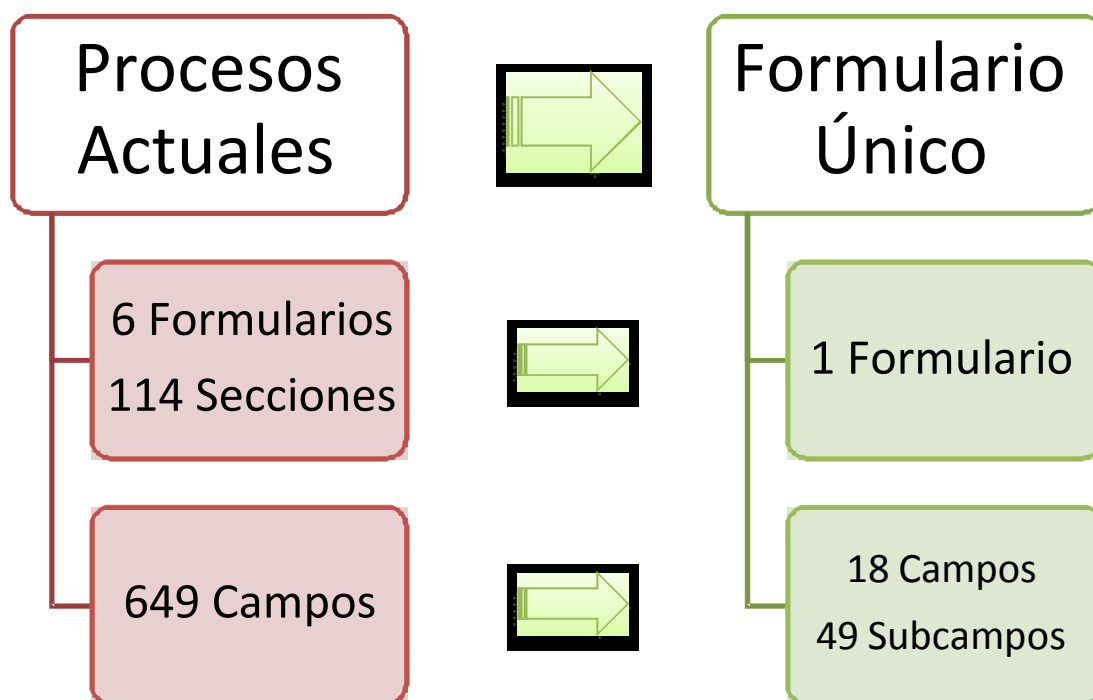 Procesos
Actuales
Formulario
Único
6 Formularios
114 Secciones
1 Formulario
649 Campos
18 Campos
49 Subcampos